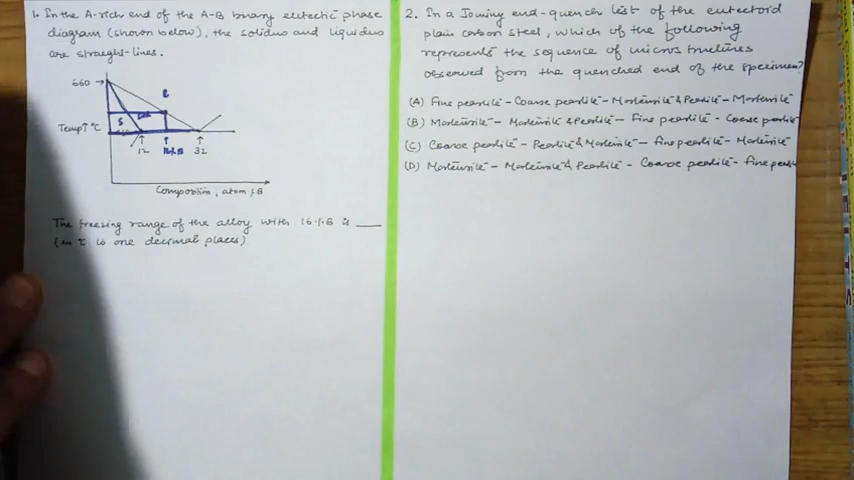 1. In the A-rich end of the A-B binary eutectic phase
diagram (shown below), the solidus and liquidus
are straight-lines.
660
l
S
Temp↑ °C
12
16%B
32
Composition, atom %B
The freezing range of the alloy with 16%B is ___
(in °C to one decimal places)
2. In a Jominy end-quench test of the eutectoid
plain carbon steel, which of the following
represents the sequence of microstructures
observed from the quenched end of the specimen?
(A) Fine pearlite - Coarse pearlite - Martensite & Pearlite - Martensite
(B) Martensite - Martensite & Pearlite - Fine pearlite - Coarse pearlite
(C) Coarse pearlite - Pearlite & Martensite - fine pearlite - Martensite
(D) Martensite - Martensite & Pearlite - Coarse pearlite - fine pearlite